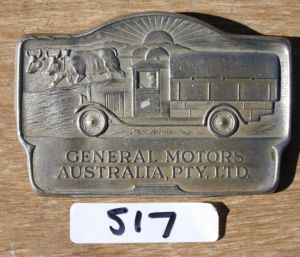 GENERAL MOTORS
AUSTRALIA, PTY, LTD.
517